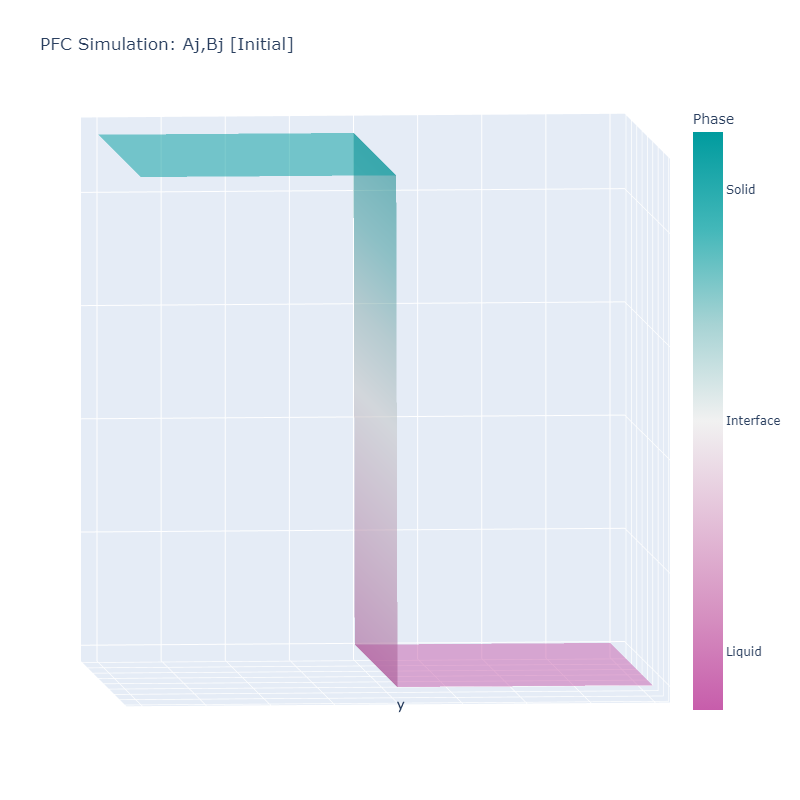 PFC Simulation: Aj,Bj [Initial]
Phase
Solid
Interface
Liquid
y